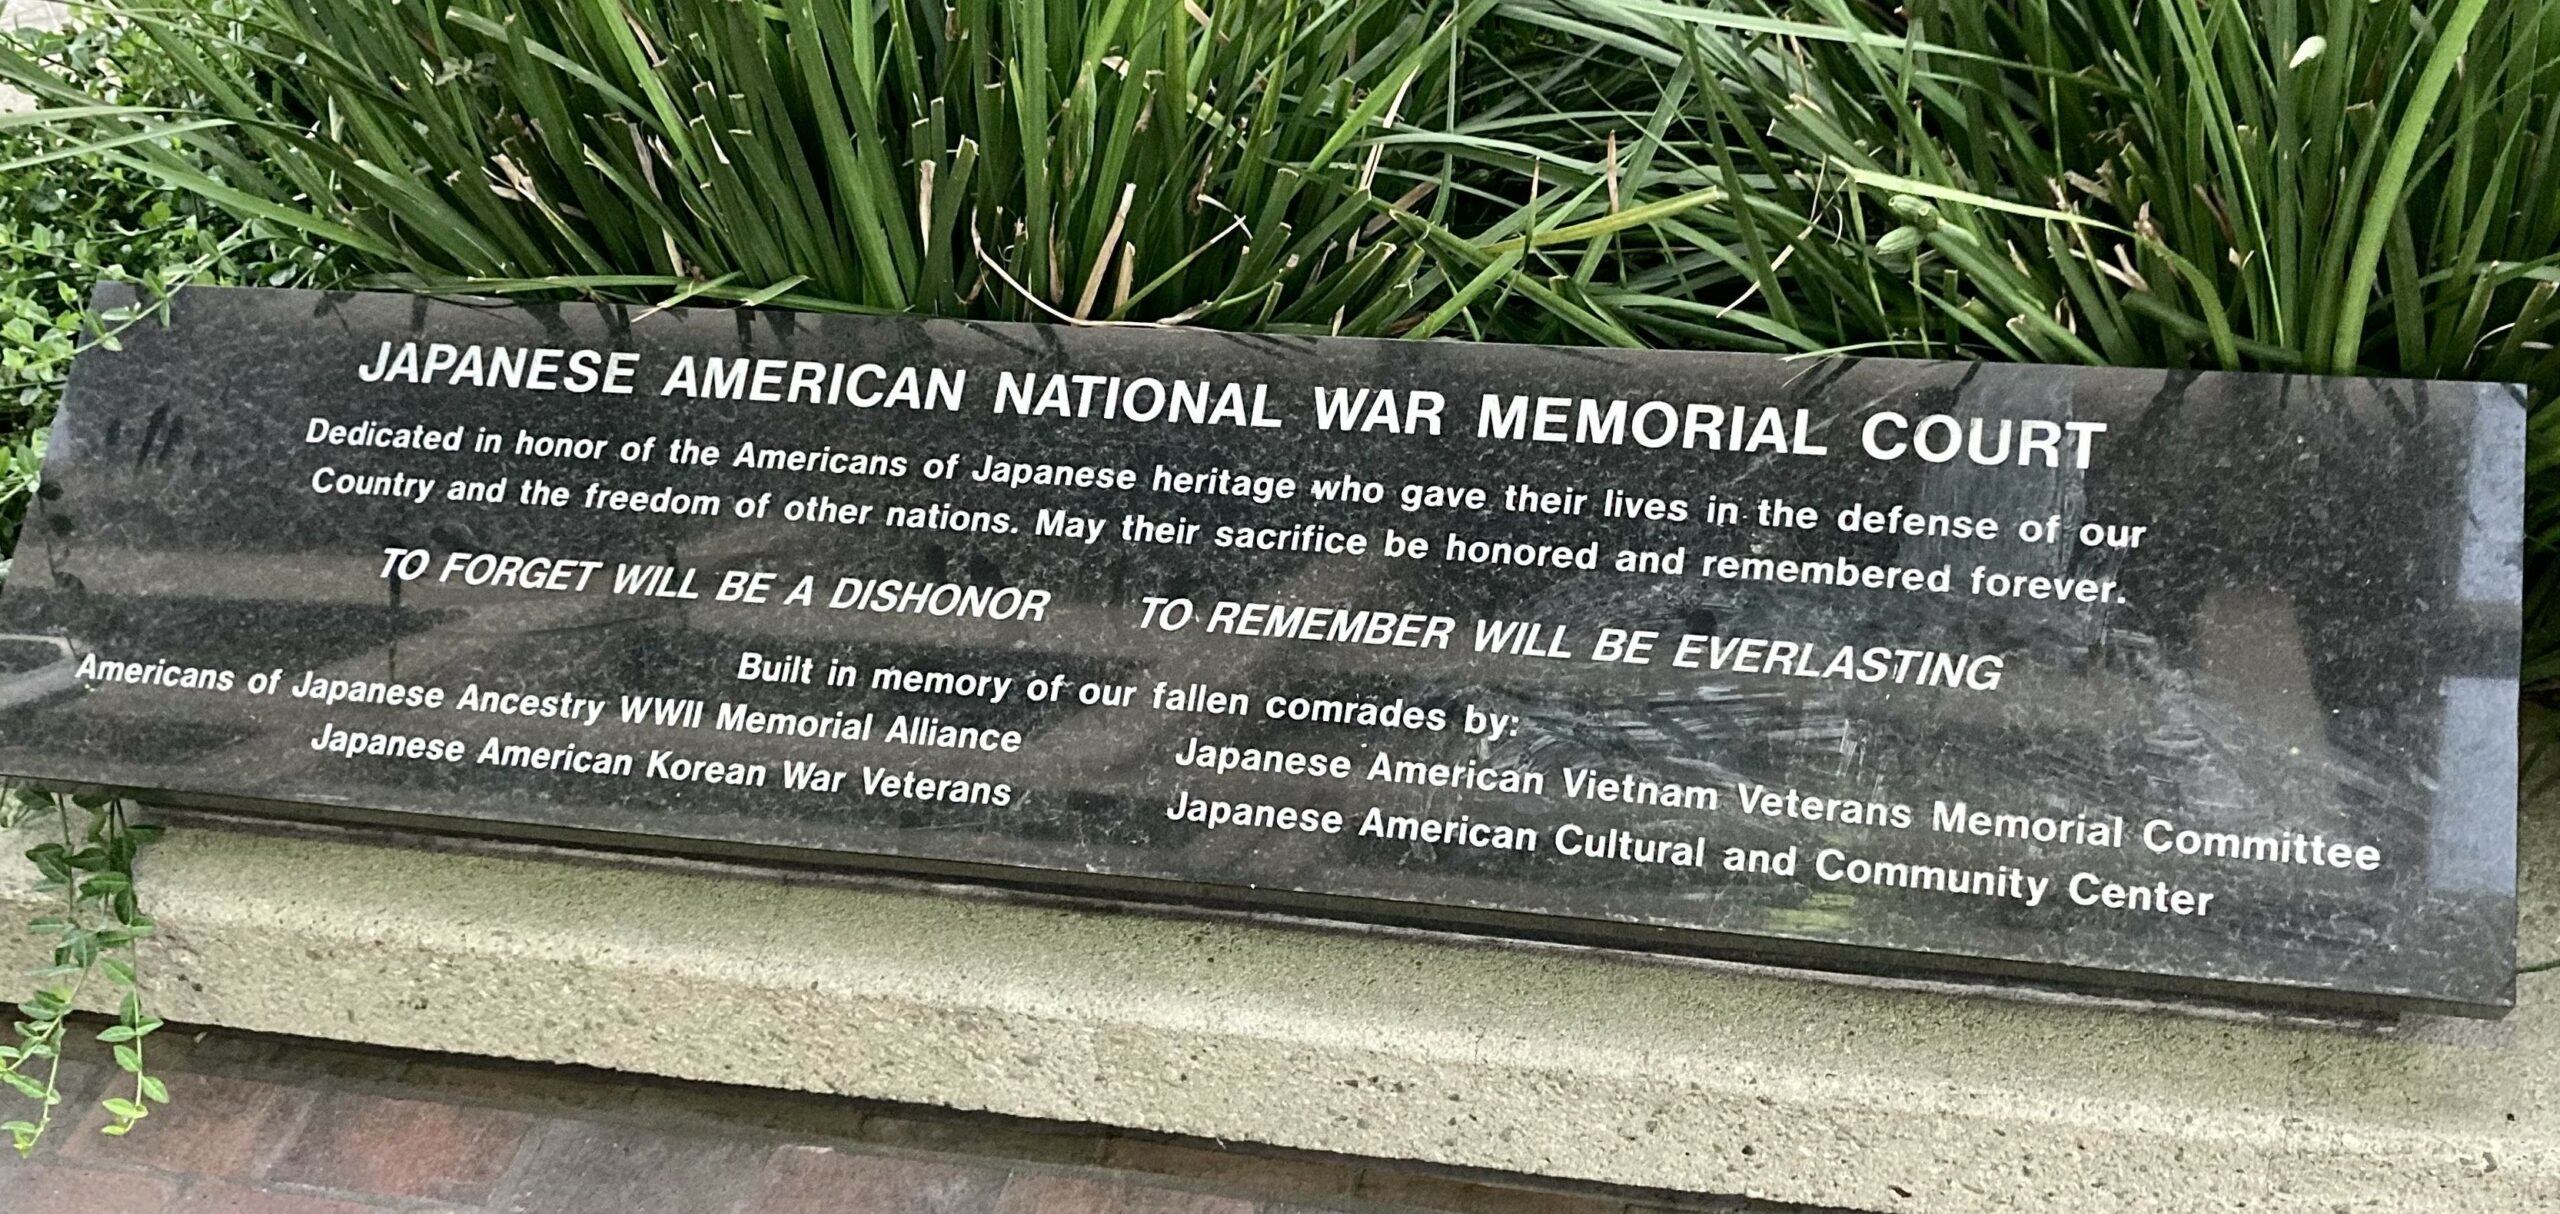 JAPANESE AMERICAN NATIONAL WAR MEMORIAL COURT
Dedicated in honor of the Americans of Japanese heritage who gave their lives in the defense of our
Country and the freedom of other nations. May their sacrifice be honored and remembered forever.
TO FORGET WILL BE A DISHONOR TO REMEMBER WILL BE EVERLASTING
Built in memory of our fallen comrades by:
Americans of Japanese Ancestry WWII Memorial Alliance
Japanese American Korean War Veterans
Japanese American Vietnam Veterans Memorial Committee
Japanese American Cultural and Community Center